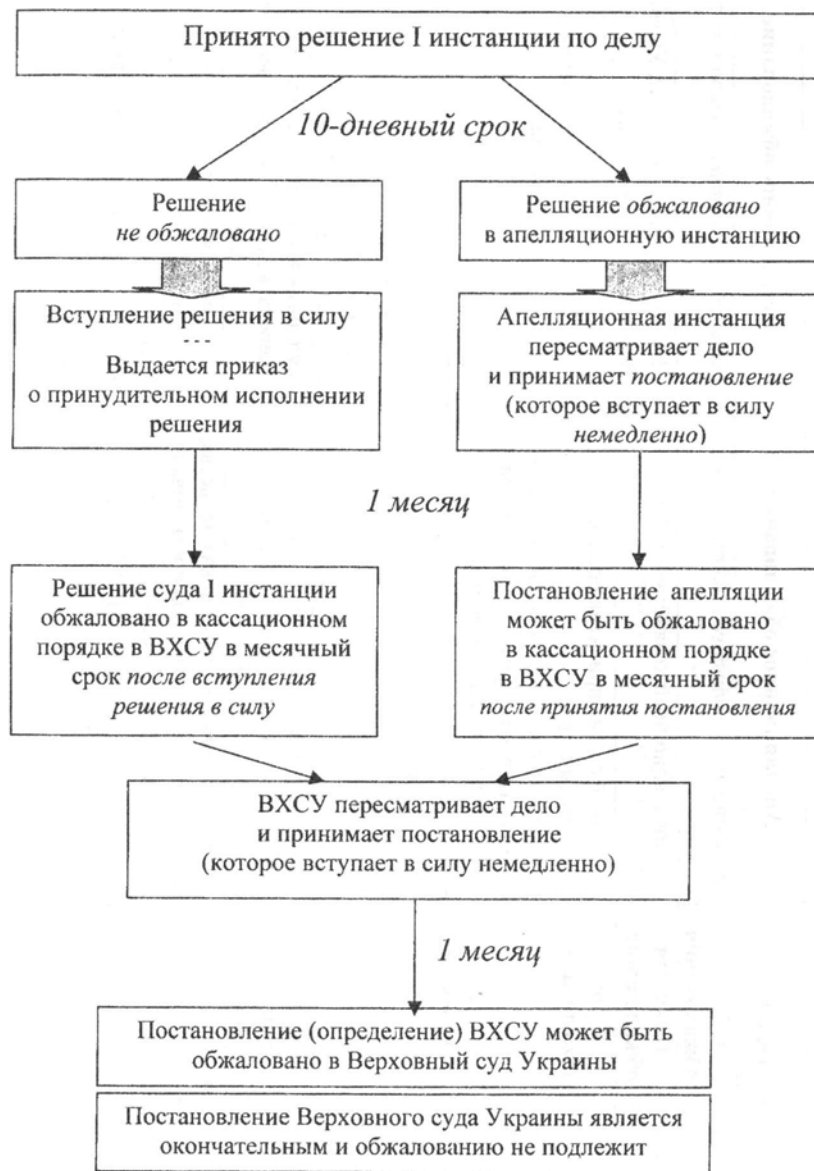 Принято решение I инстанции по делу
10-дневный срок
Решение
не обжаловано
Решение обжаловано
в апелляционную инстанцию
Вступление решения в силу
---
Выдается приказ
о принудительном исполнении
решения
Апелляционная инстанция
пересматривает дело
и принимает постановление
(которое вступает в силу
немедленно)
1 месяц
Решение суда I инстанции
обжаловано в кассационном
порядке в ВХСУ в месячный
срок после вступления
решения в силу
Постановление апелляции
может быть обжаловано
в кассационном порядке
в ВХСУ в месячный срок
после принятия постановления
ВХСУ пересматривает дело
и принимает постановление
(которое вступает в силу немедленно)
1 месяц
Постановление (определение) ВХСУ может быть
обжаловано в Верховный суд Украины
Постановление Верховного суда Украины является
окончательным и обжалованию не подлежит